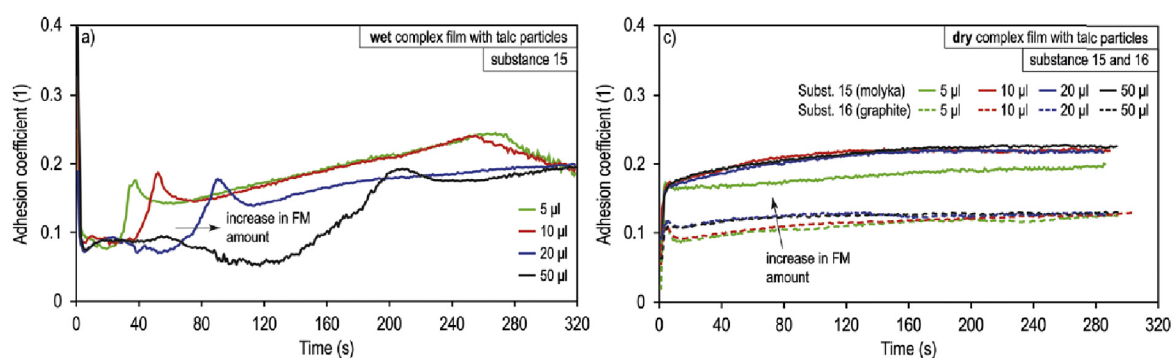 a)
wet complex film with talc particles
substance 15
Adhesion coefficient (1)
0.4
0.3
0.2
0.1
0
increase in FM
amount
5 µl
10 µl
20 µl
50 µl
0 40 80 120 160 200 240 280 320
Time (s)
c)
dry complex film with talc particles
substance 15 and 16
Adhesion coefficient (1)
0.4
0.3
0.2
0.1
0
Subst. 15 (molyka) 5 µl 10 µl 20 µl 50 µl
Subst. 16 (graphite) 5 µl 10 µl 20 µl 50 µl
increase in FM
amount
0 40 80 120 160 200 240 280 320
Time (s)